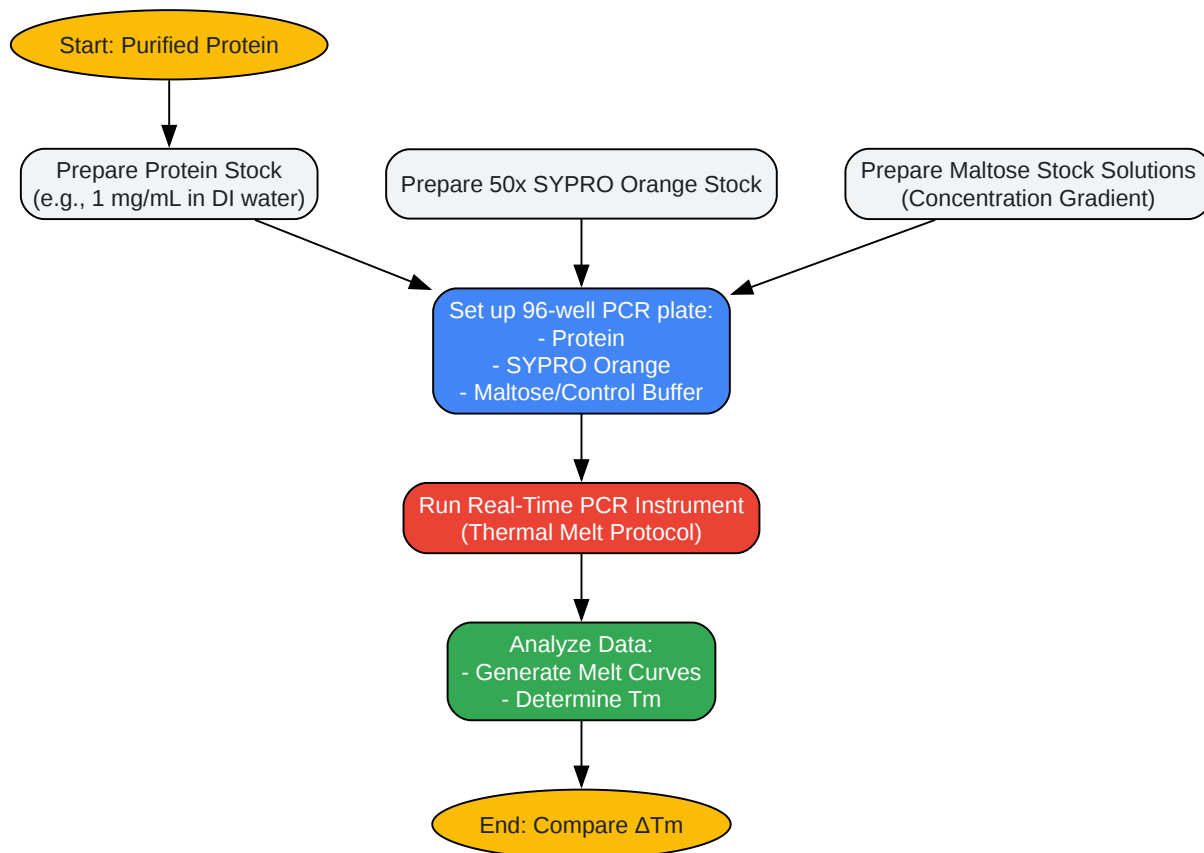 Start: Purified Protein
Prepare Protein Stock
(e.g., 1 mg/mL in DI water)
Prepare 50x SYPRO Orange Stock
Prepare Maltose Stock Solutions
(Concentration Gradient)
Set up 96-well PCR plate:
- Protein
- SYPRO Orange
- Maltose/Control Buffer
Run Real-Time PCR Instrument
(Thermal Melt Protocol)
Analyze Data:
- Generate Melt Curves
- Determine Tm
End: Compare ΔTm